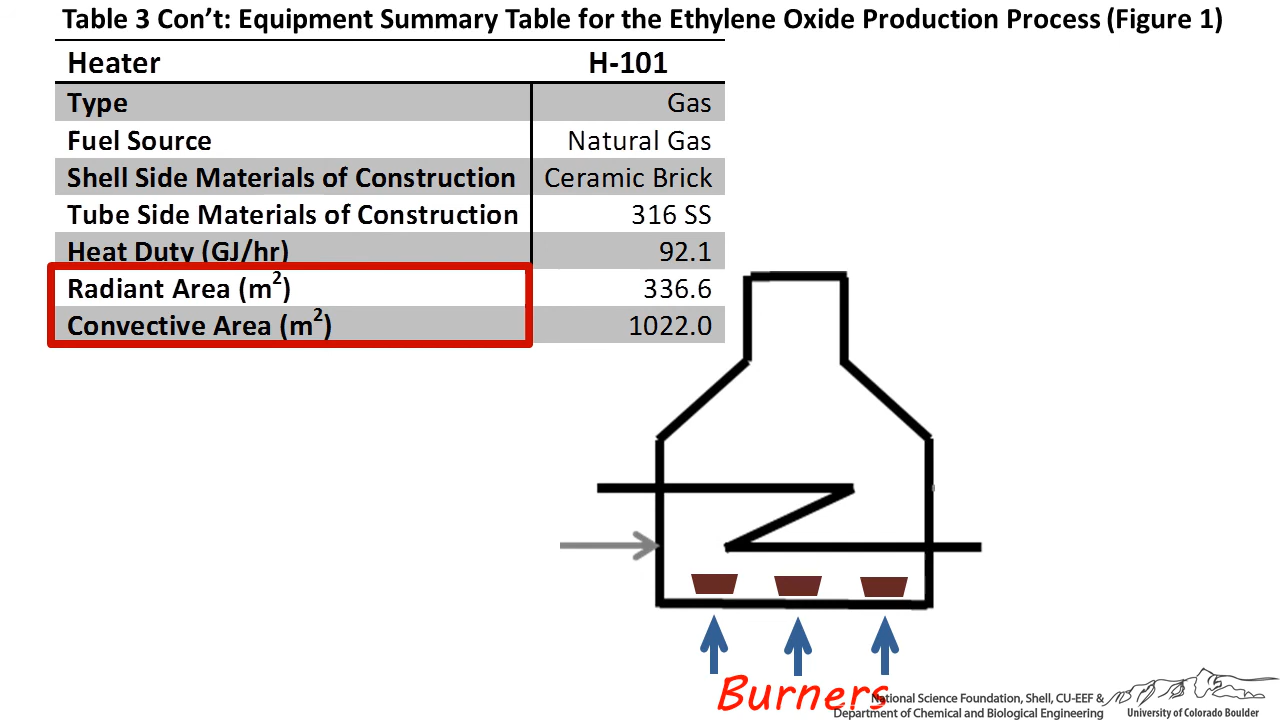 Table 3 Con’t: Equipment Summary Table for the Ethylene Oxide Production Process (Figure 1)
Heater H-101
Type Gas
Fuel Source Natural Gas
Shell Side Materials of Construction Ceramic Brick
Tube Side Materials of Construction 316 SS
Heat Duty (GJ/hr) 92.1
Radiant Area (m²) 336.6
Convective Area (m²) 1022.0
Burners
National Science Foundation, Shell, CU-EEF &
Department of Chemical and Biological Engineering
University of Colorado Boulder